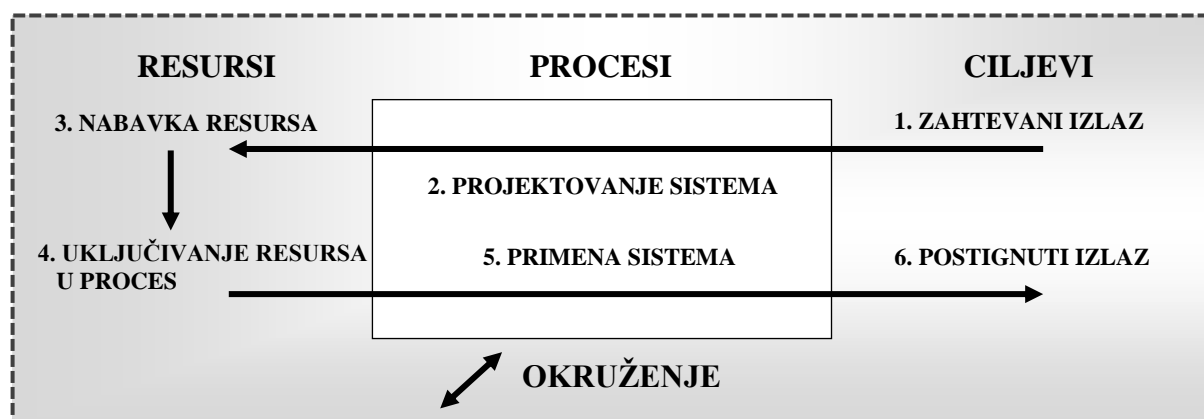 RESURSI
PROCESI
CILJEVI
3. NABAVKA RESURSA
1. ZAHTEVANI IZLAZ
2. PROJEKTOVANJE SISTEMA
4. UKLJUČIVANJE RESURSA
U PROCES
5. PRIMENA SISTEMA
6. POSTIGNUTI IZLAZ
OKRUŽENJE